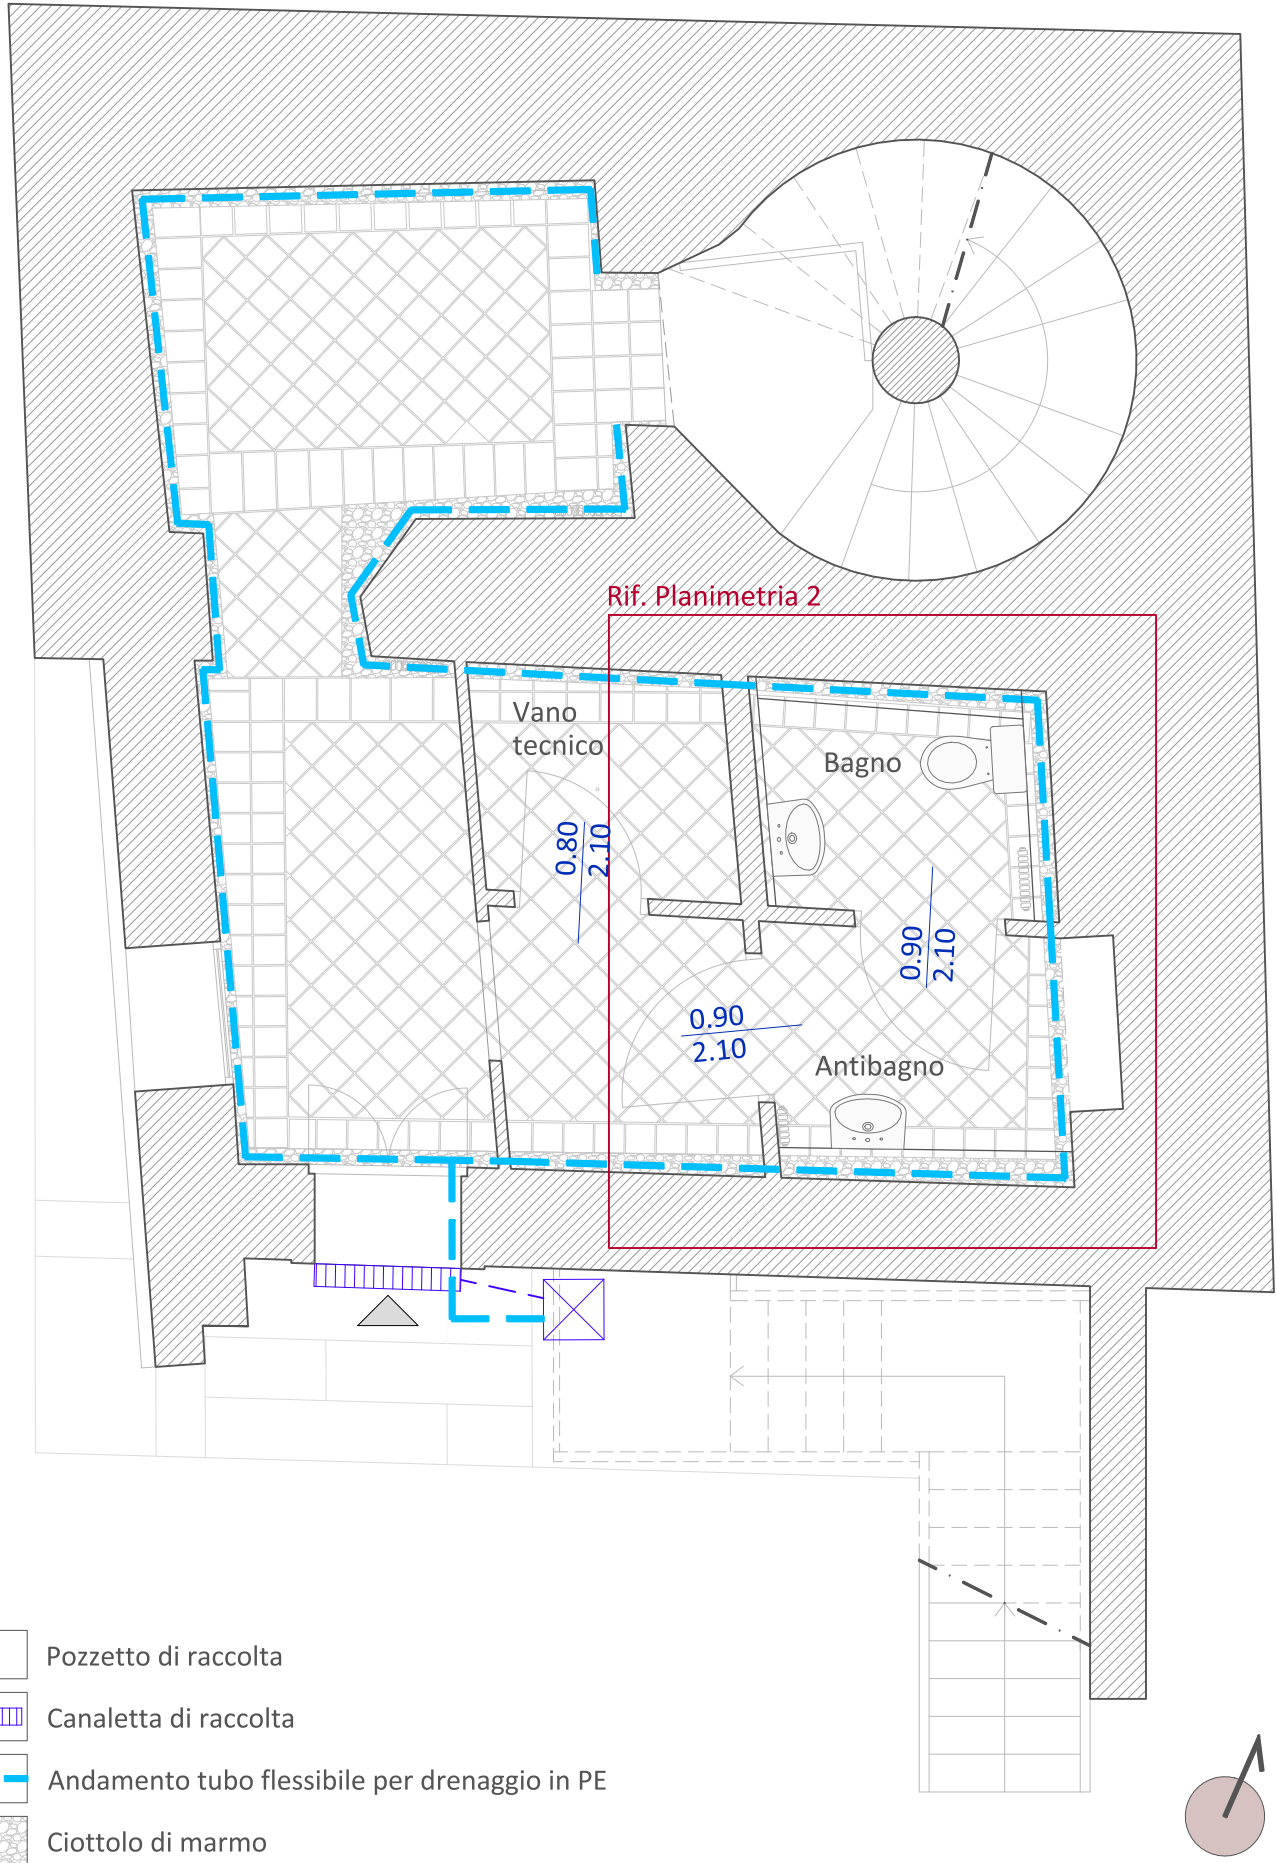 Rif. Planimetria 2
Vano
tecnico
Bagno
0.80
2.10
0.90
2.10
0.90
2.10
Antibagno
Pozzetto di raccolta
Canaletta di raccolta
Andamento tubo flessibile per drenaggio in PE
Ciottolo di marmo